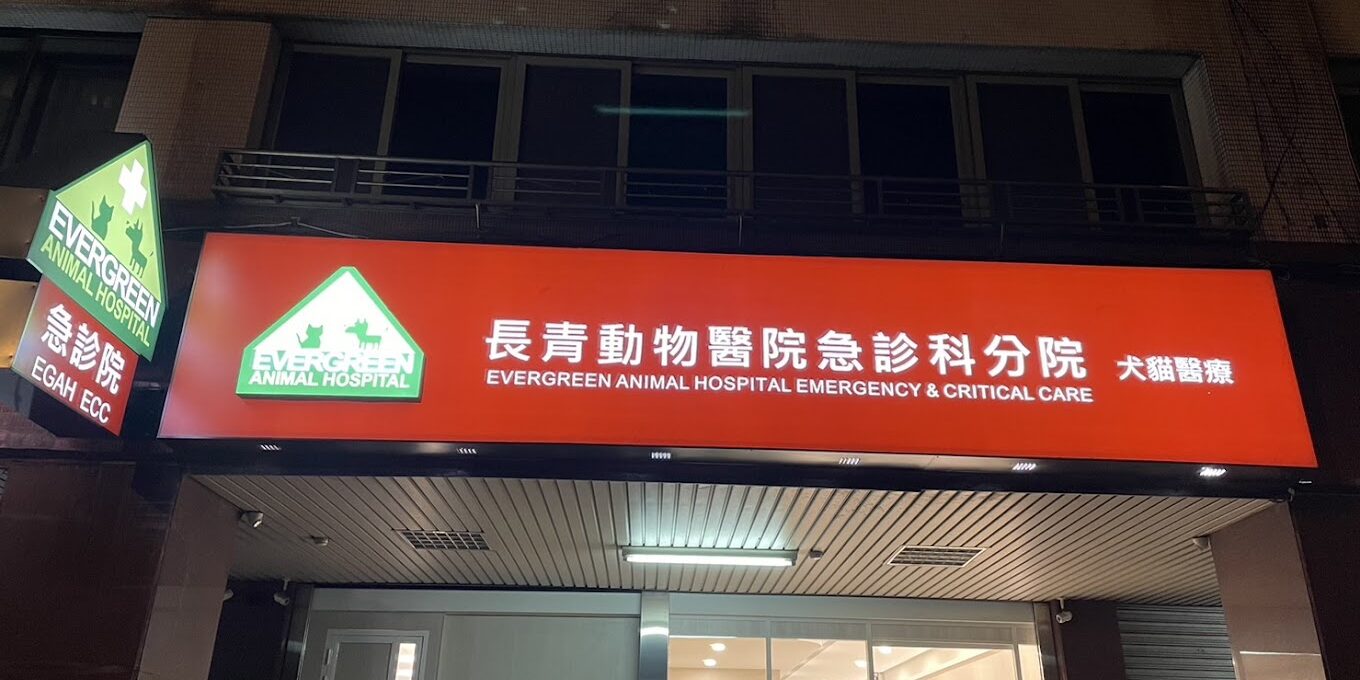 EVERGREEN
ANIMAL HOSPITAL
急診院
EGAH ECC
EVERGREEN
ANIMAL HOSPITAL
長青動物醫院急診科分院
EVERGREEN ANIMAL HOSPITAL EMERGENCY & CRITICAL CARE
犬貓醫療